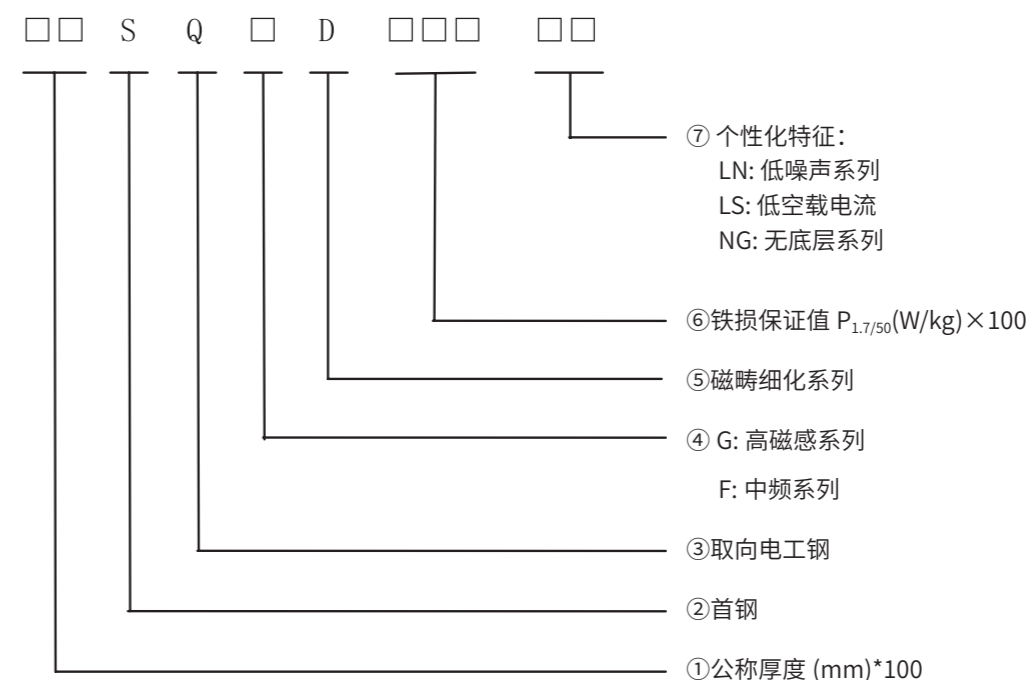 □□ S Q □ D □□□ □□
⑦ 个性化特征：
LN: 低噪声系列
LS: 低空载电流
NG: 无底层系列
⑥铁损保证值 P1.7/50(W/kg)×100
⑤磁畴细化系列
④ G: 高磁感系列
F: 中频系列
③取向电工钢
②首钢
①公称厚度 (mm)*100